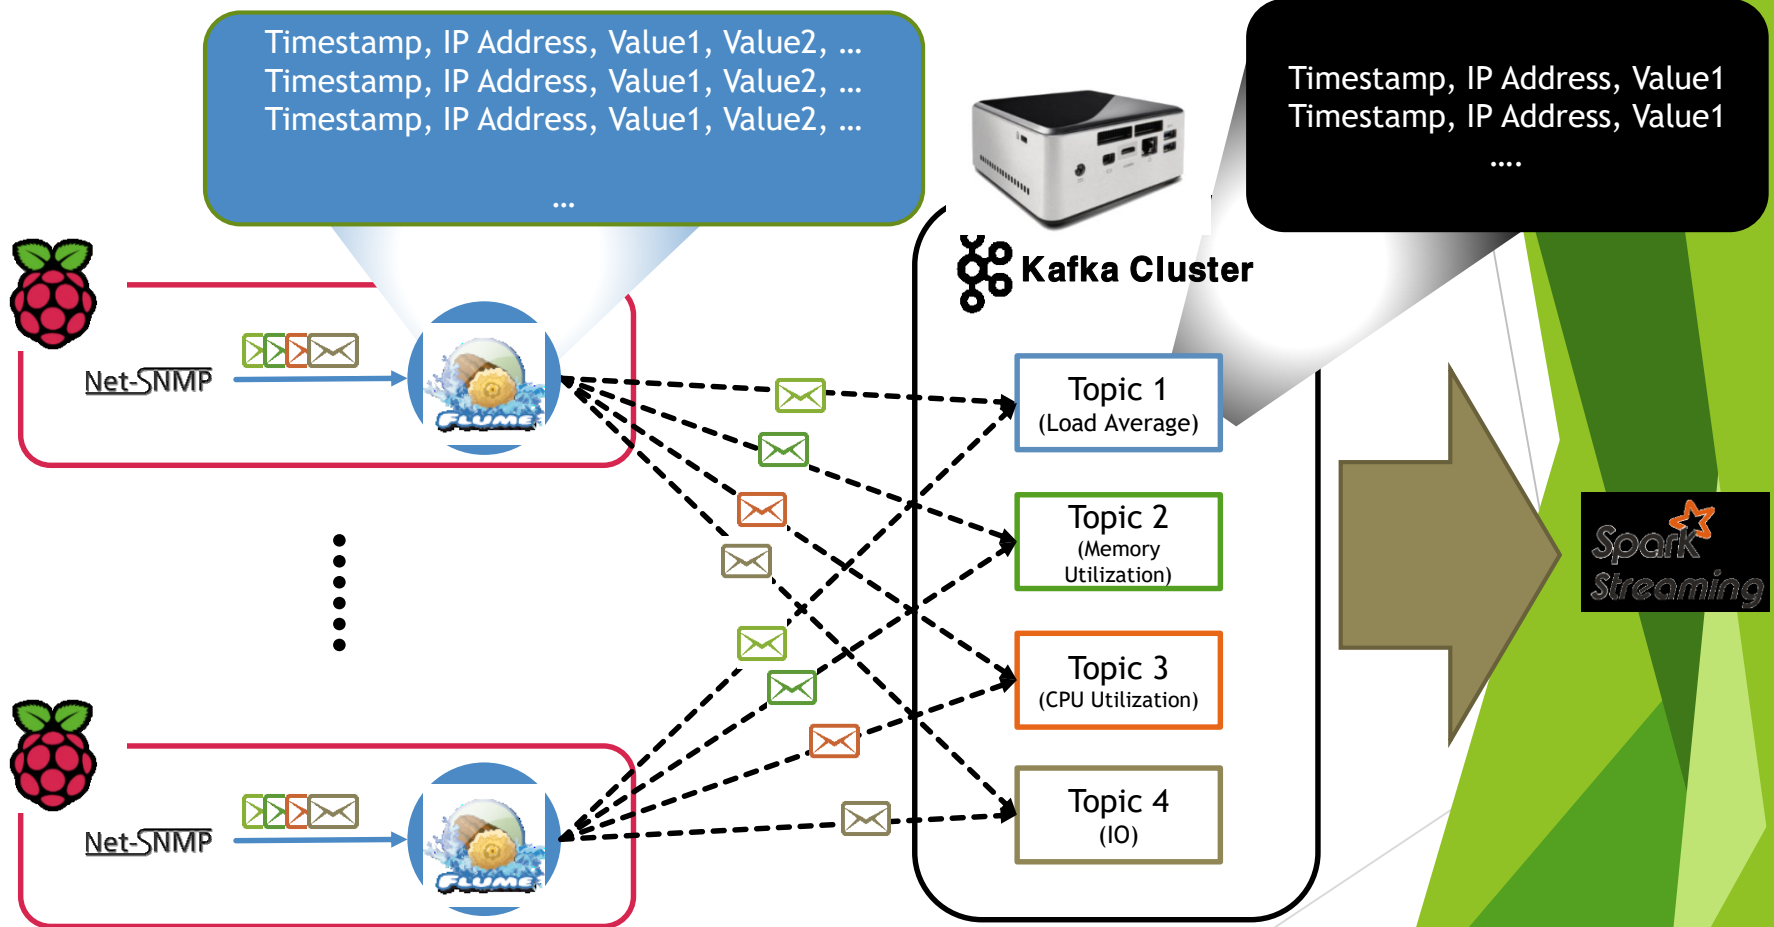 Timestamp, IP Address, Value1, Value2, ...
Timestamp, IP Address, Value1, Value2, ...
Timestamp, IP Address, Value1, Value2, ...
...
Timestamp, IP Address, Value1
Timestamp, IP Address, Value1
....
Kafka Cluster
Net-SNMP
FLUME
Topic 1
(Load Average)
Topic 2
(Memory
Utilization)
Topic 3
(CPU Utilization)
Topic 4
(IO)
Spark
Streaming
Net-SNMP
FLUME